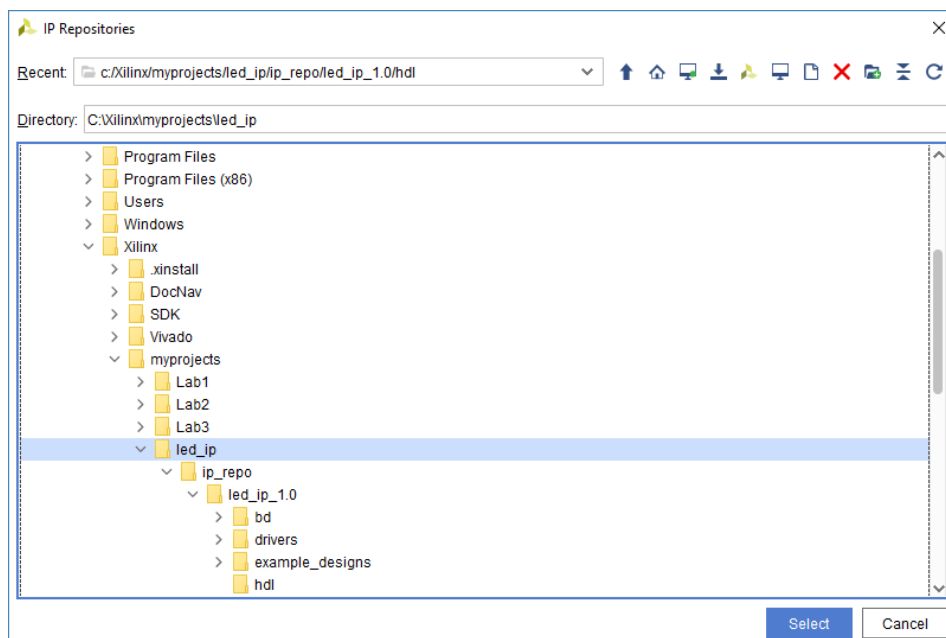 IP Repositories
Recent: c:/Xilinx/myprojects/led_ip/ip_repo/led_ip_1.0/hdl
Directory: C:\Xilinx\myprojects\led_ip
Program Files
Program Files (x86)
Users
Windows
Xilinx
.xinstall
DocNav
SDK
Vivado
myprojects
Lab1
Lab2
Lab3
led_ip
ip_repo
led_ip_1.0
bd
drivers
example_designs
hdl
Select Cancel